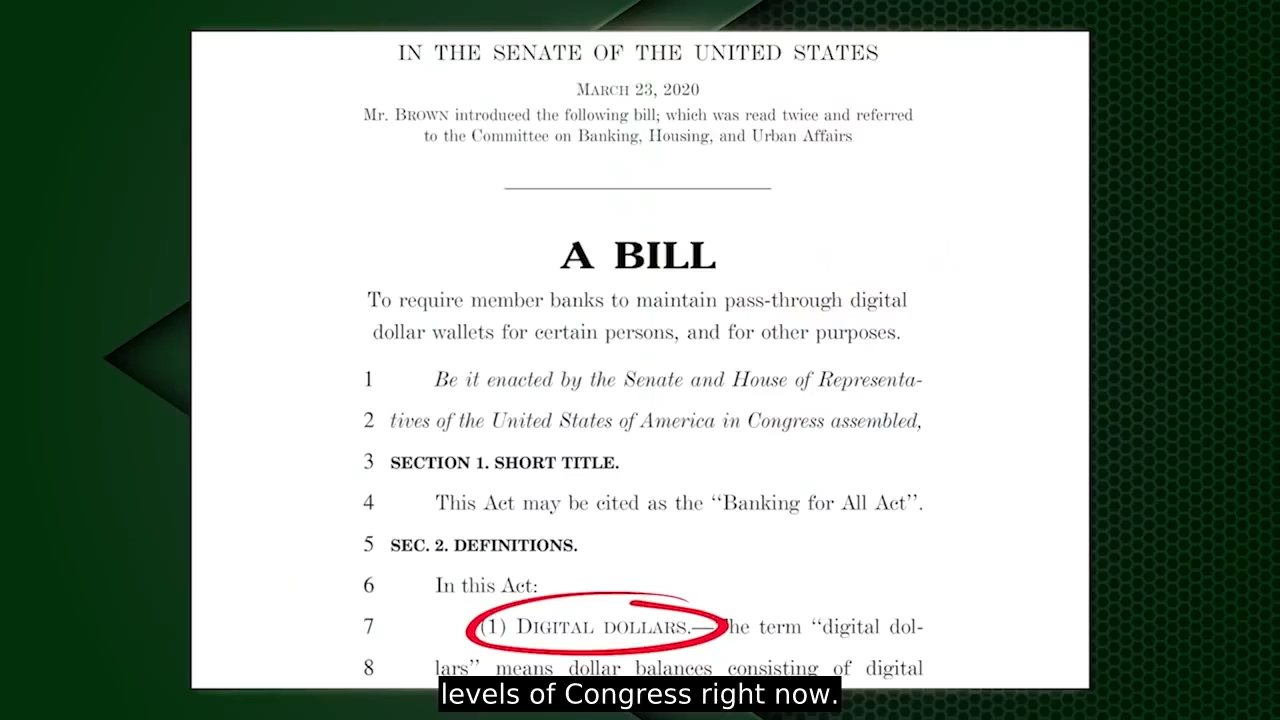 IN THE SENATE OF THE UNITED STATES
MARCH 23, 2020
Mr. BROWN introduced the following bill; which was read twice and referred
to the Committee on Banking, Housing, and Urban Affairs
A BILL
To require member banks to maintain pass-through digital
dollar wallets for certain persons, and for other purposes.
1 Be it enacted by the Senate and House of Representa-
2 tives of the United States of America in Congress assembled,
3 SECTION 1. SHORT TITLE.
4 This Act may be cited as the ‘‘Banking for All Act’’.
5 SEC. 2. DEFINITIONS.
6 In this Act:
7 (1) DIGITAL DOLLARS.—The term ‘‘digital dol-
8 lars’’ means dollar balances consisting of digital
levels of Congress right now.